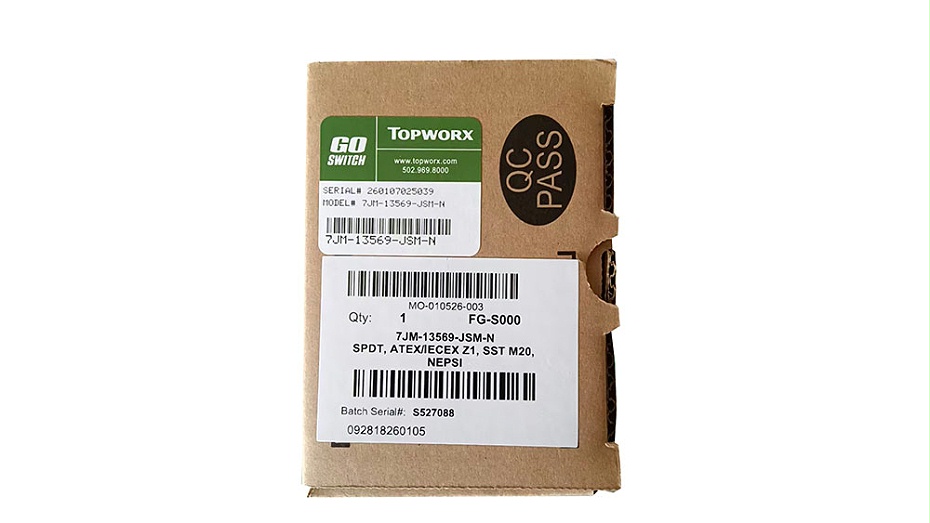 GO
SWITCH
TOPWORX
www.topworx.com
502.969.8000
SERIAL# 260107025039
MODEL# 7JM-13569-JSM-N
7JM-13569-JSM-N
QC
PASS
MO-010526-003
Qty: 1 FG-S000
7JM-13569-JSM-N
SPDT, ATEX/IECEX Z1, SST M20,
NEPSI
Batch Serial#: S527088
092818260105